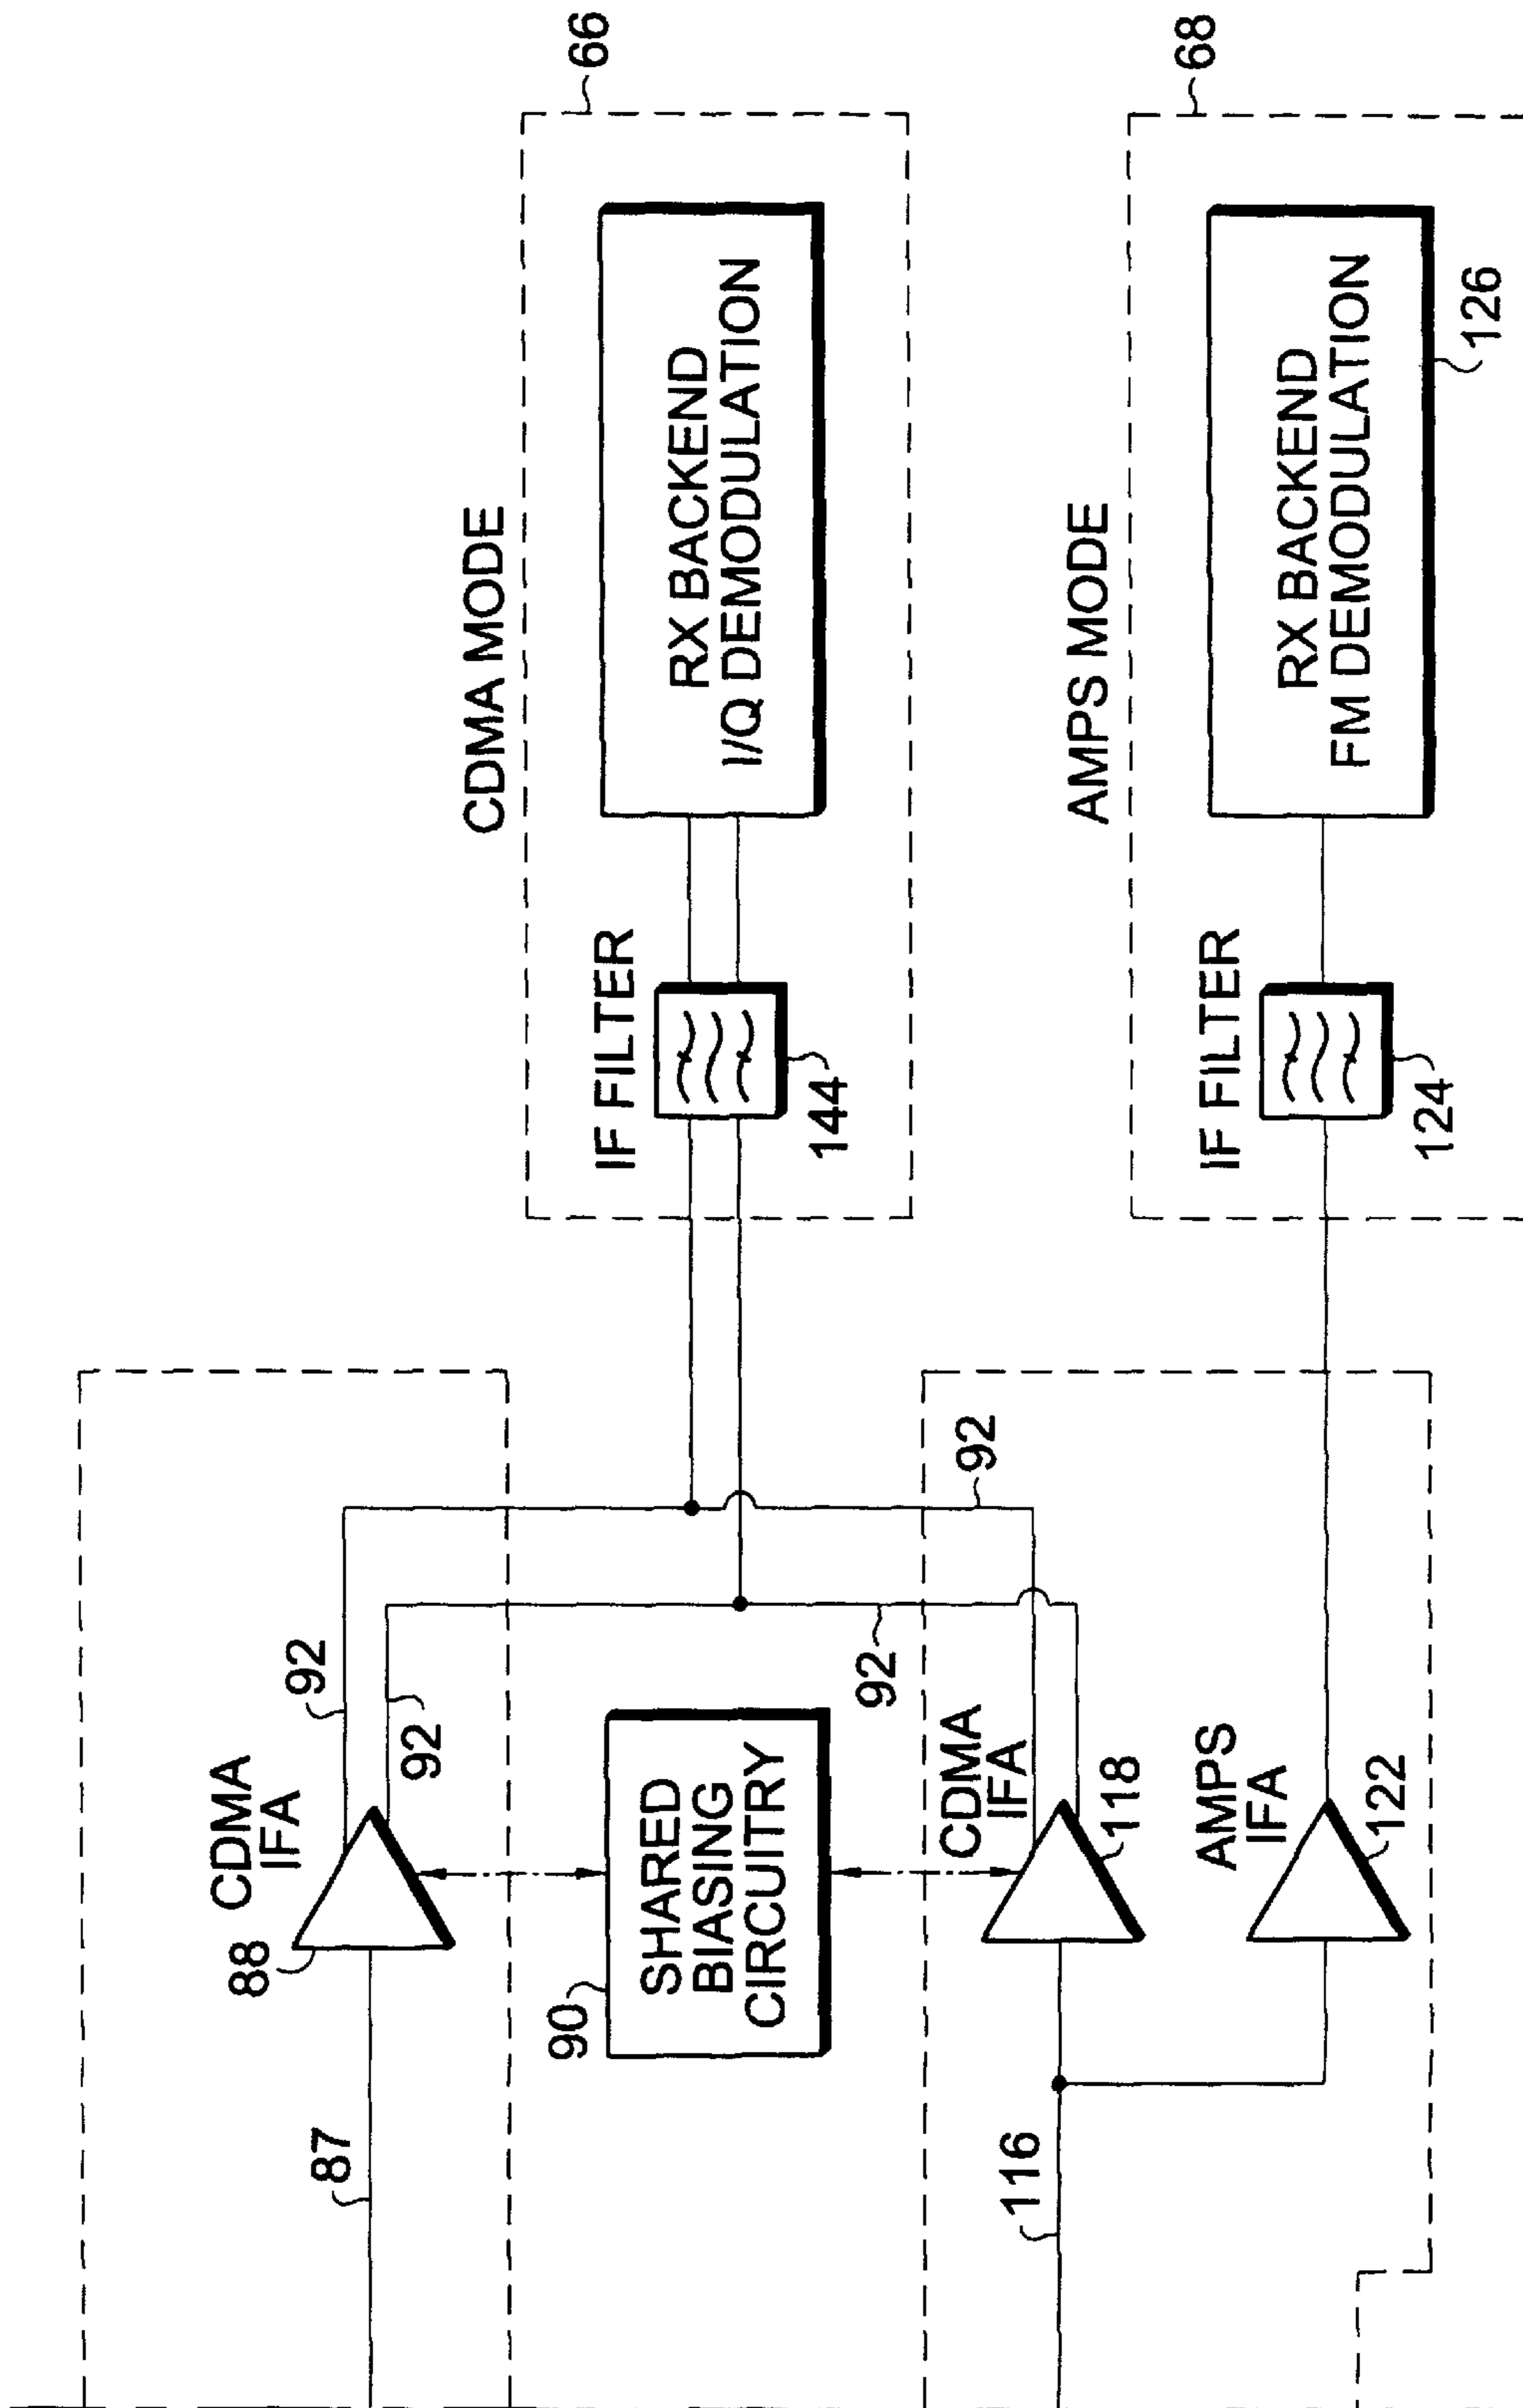 66
CDMA MODE
IF FILTER
RX BACKEND
I/Q DEMODULATION
144
68
AMPS MODE
IF FILTER
RX BACKEND
FM DEMODULATION
124
126
87
88
CDMA
IFA
92
92
90
SHARED
BIASING
CIRCUITRY
92
92
116
CDMA
IFA
118
AMPS
IFA
122